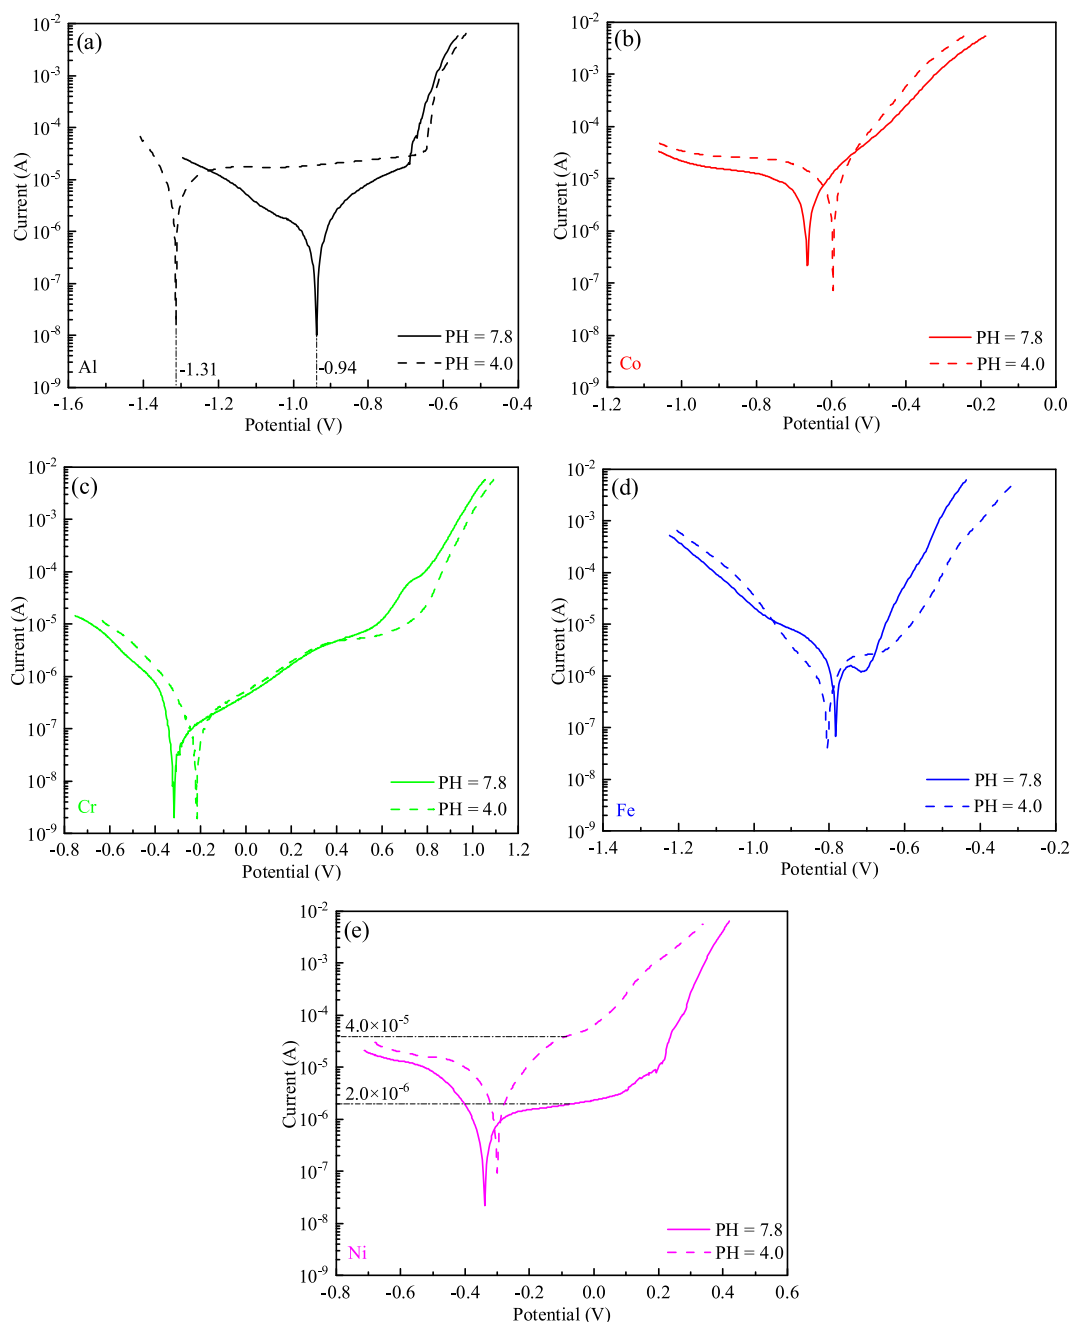 (a)
10⁻²
10⁻³
10⁻⁴
10⁻⁵
10⁻⁶
10⁻⁷
10⁻⁸
10⁻⁹
Current (A)
PH = 7.8
PH = 4.0
Al
-1.31
-0.94
-1.6 -1.4 -1.2 -1.0 -0.8 -0.6 -0.4
Potential (V)
(b)
10⁻²
10⁻³
10⁻⁴
10⁻⁵
10⁻⁶
10⁻⁷
10⁻⁸
10⁻⁹
Current (A)
PH = 7.8
PH = 4.0
Co
-1.2 -1.0 -0.8 -0.6 -0.4 -0.2 0.0
Potential (V)
(c)
10⁻²
10⁻³
10⁻⁴
10⁻⁵
10⁻⁶
10⁻⁷
10⁻⁸
10⁻⁹
Current (A)
PH = 7.8
PH = 4.0
Cr
-0.8 -0.6 -0.4 -0.2 0.0 0.2 0.4 0.6 0.8 1.0 1.2
Potential (V)
(d)
10⁻²
10⁻³
10⁻⁴
10⁻⁵
10⁻⁶
10⁻⁷
10⁻⁸
10⁻⁹
Current (A)
PH = 7.8
PH = 4.0
Fe
-1.4 -1.2 -1.0 -0.8 -0.6 -0.4 -0.2
Potential (V)
(e)
10⁻²
10⁻³
10⁻⁴
10⁻⁵
10⁻⁶
10⁻⁷
10⁻⁸
10⁻⁹
Current (A)
4.0×10⁻⁵
2.0×10⁻⁶
PH = 7.8
PH = 4.0
Ni
-0.8 -0.6 -0.4 -0.2 0.0 0.2 0.4 0.6
Potential (V)